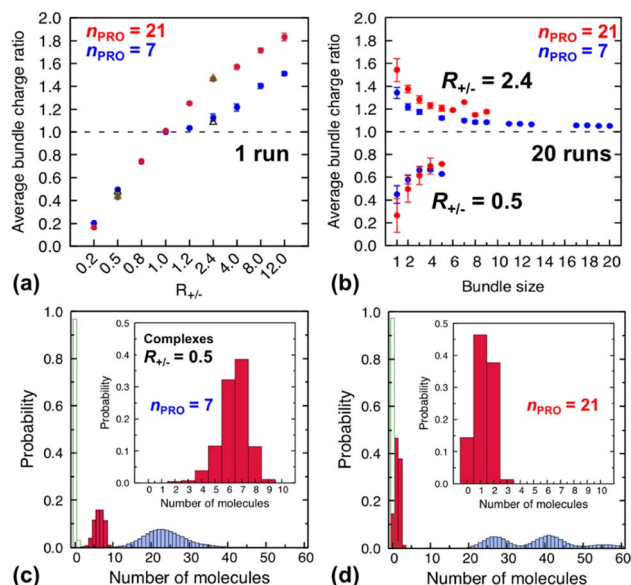 n_PRO = 21
n_PRO = 7
Average bundle charge ratio
2.0
1.8
1.6
1.4
1.2
1.0
0.8
0.6
0.4
0.2
0.0
1 run
0.2 0.5 0.8 1.0 1.2 2.4 4.0 8.0 12.0
R+/-
(a)
n_PRO = 21
n_PRO = 7
Average bundle charge ratio
2.0
1.8
1.6
1.4
1.2
1.0
0.8
0.6
0.4
0.2
0.0
R+/- = 2.4
20 runs
R+/- = 0.5
1 2 4 6 8 10 12 14 16 18 20
Bundle size
(b)
Probability
1.0
0.8
0.6
0.4
0.2
0.0
0 10 20 30 40 50 60
Number of molecules
(c)
Probability
0.5
0.4
0.3
0.2
0.1
0.0
Complexes
R+/- = 0.5
n_PRO = 7
0 1 2 3 4 5 6 7 8 9 10
Number of molecules
Probability
1.0
0.8
0.6
0.4
0.2
0.0
0 10 20 30 40 50 60
Number of molecules
(d)
Probability
0.5
0.4
0.3
0.2
0.1
0.0
n_PRO = 21
0 1 2 3 4 5 6 7 8 9 10
Number of molecules